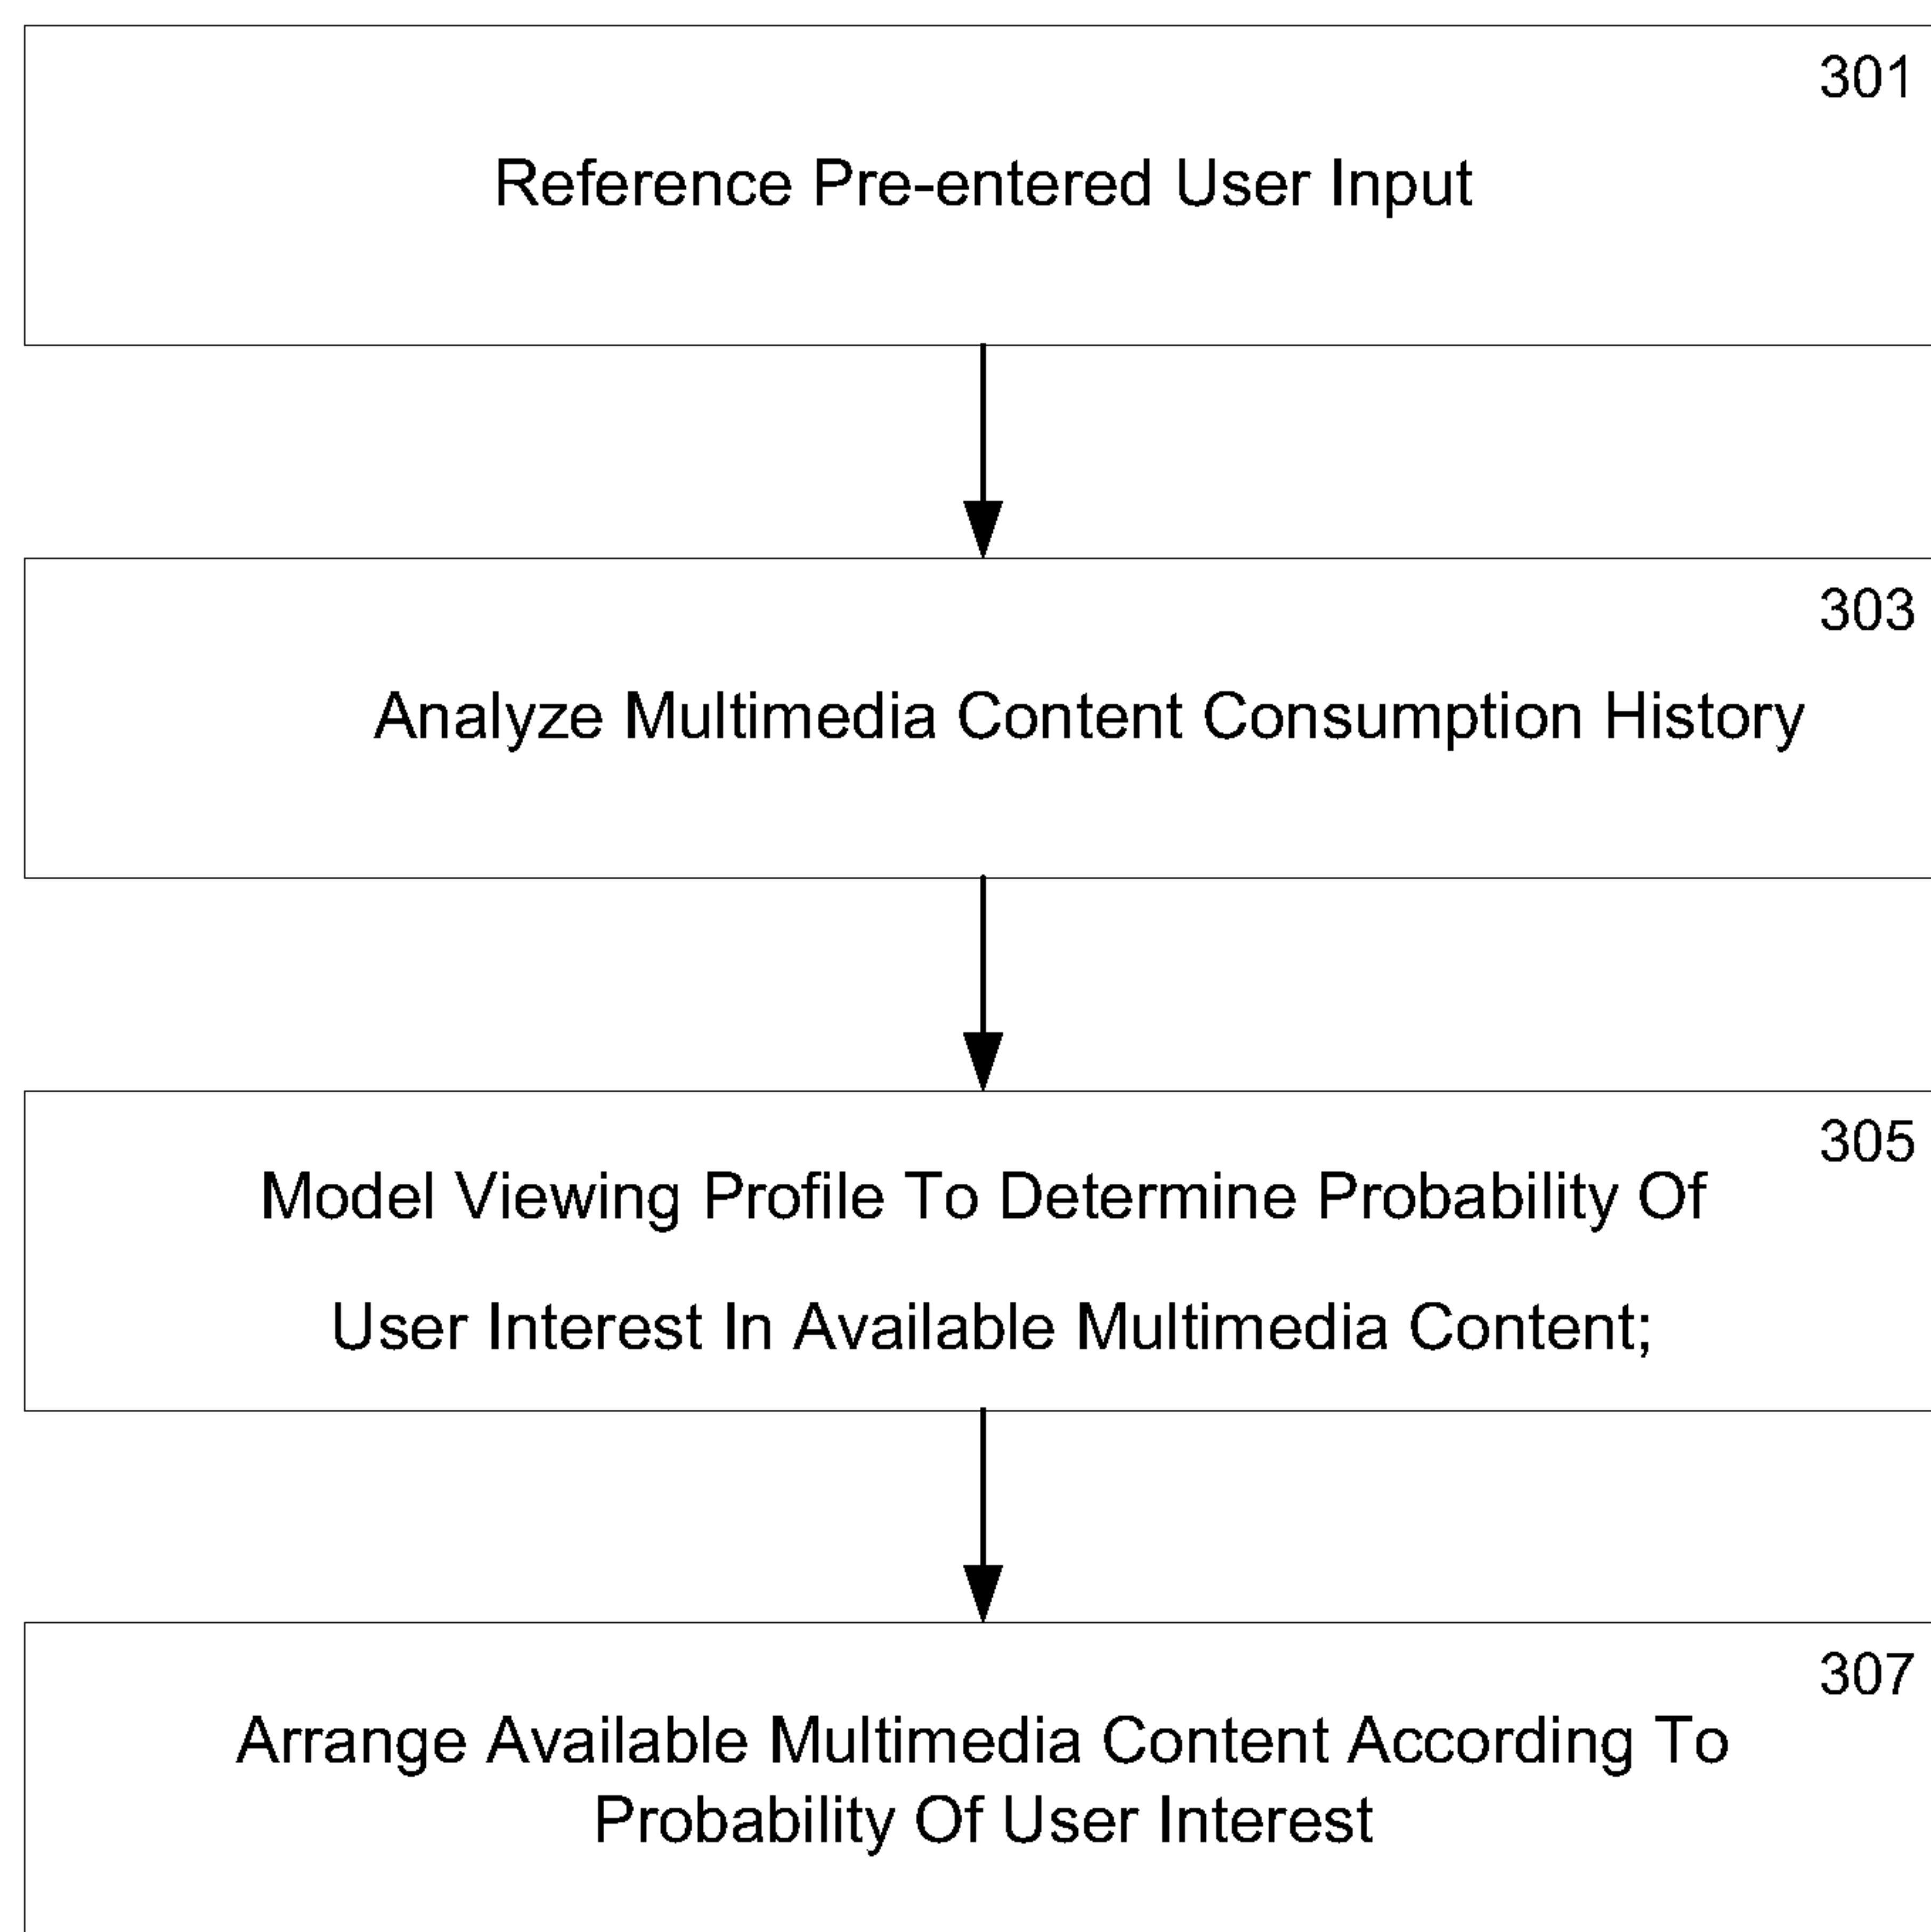 301
Reference Pre-entered User Input
303
Analyze Multimedia Content Consumption History
305
Model Viewing Profile To Determine Probability Of
User Interest In Available Multimedia Content;
307
Arrange Available Multimedia Content According To
Probability Of User Interest